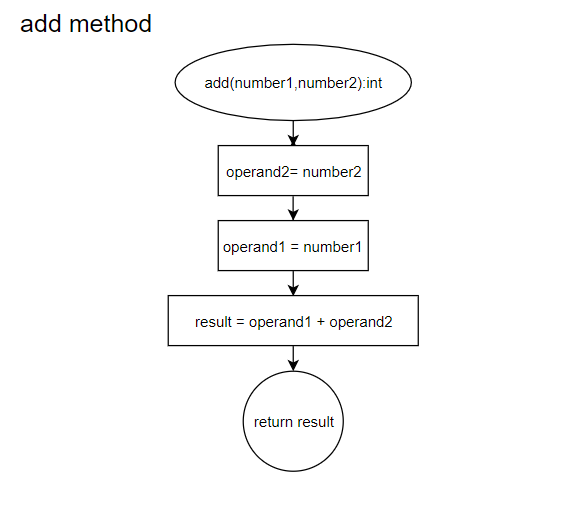 add method
add(number1,number2):int
operand2= number2
operand1 = number1
result = operand1 + operand2
return result